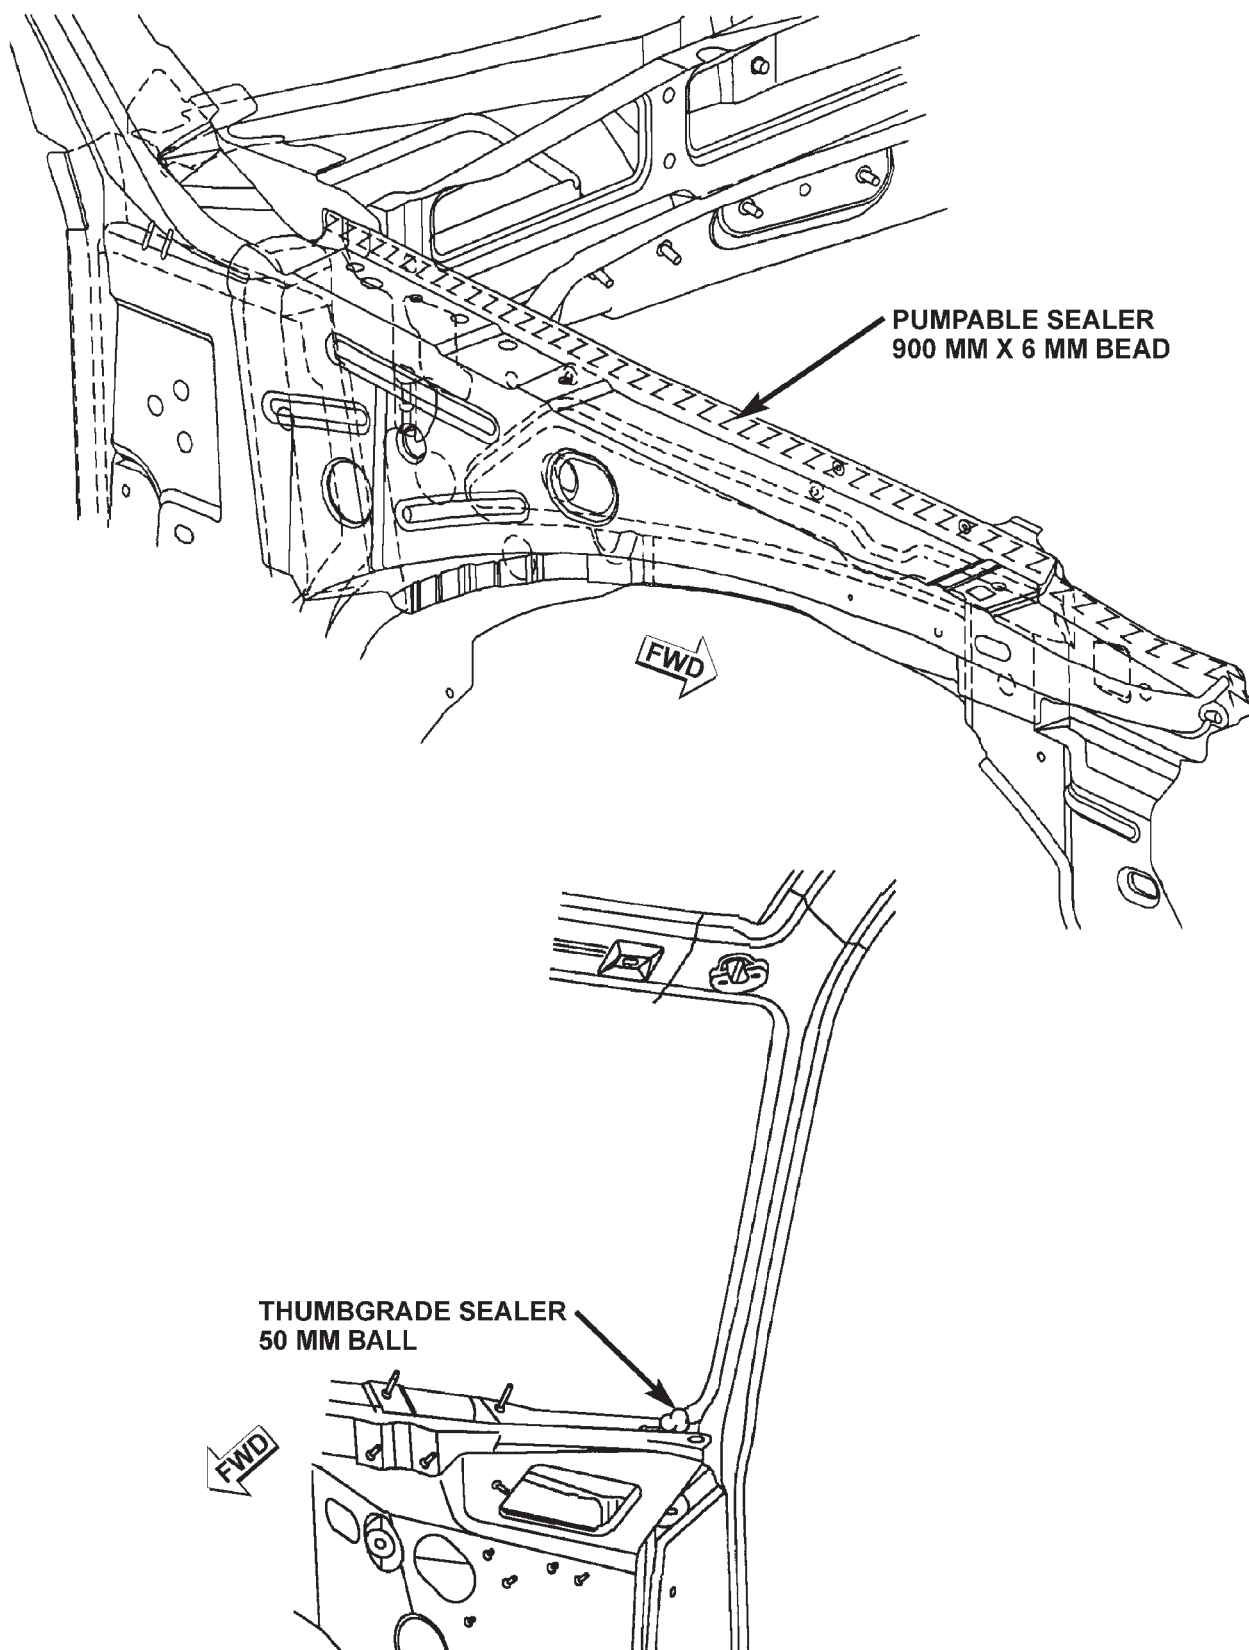 PUMPABLE SEALER
900 MM X 6 MM BEAD
FWD
THUMBGRADE SEALER
50 MM BALL
FWD